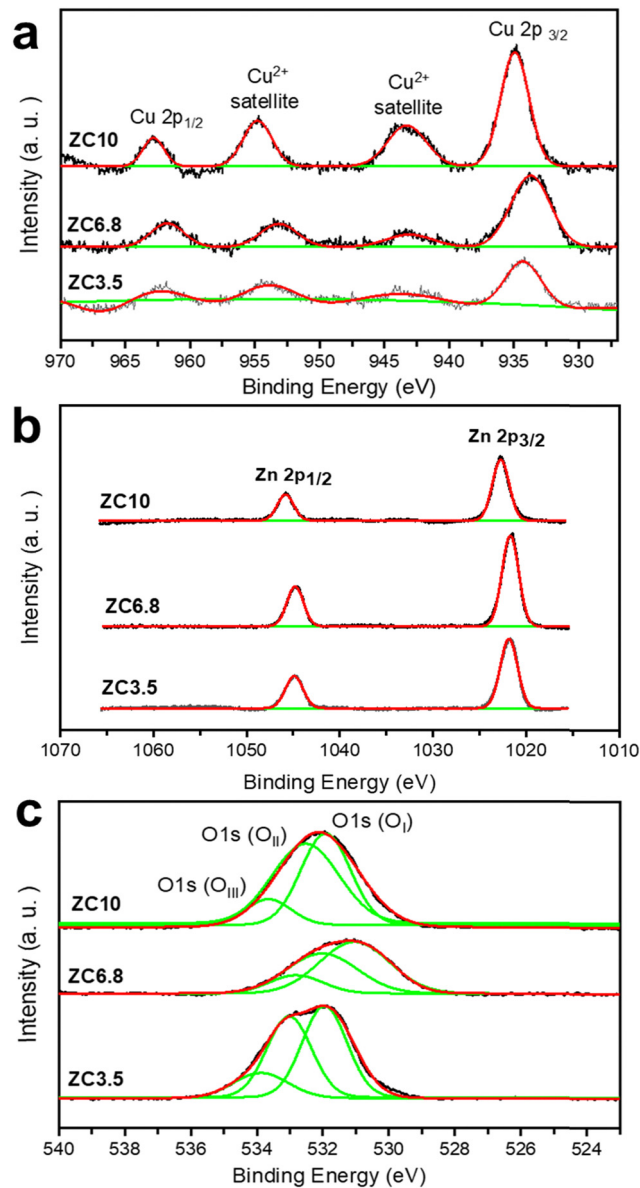 a
Cu 2p 3/2
Cu2+
satellite
Cu2+
satellite
Cu 2p1/2
ZC10
ZC6.8
ZC3.5
Intensity (a. u. )
970 965 960 955 950 945 940 935 930
Binding Energy (eV)
b
Zn 2p3/2
Zn 2p1/2
ZC10
ZC6.8
ZC3.5
Intensity (a. u. )
1070 1060 1050 1040 1030 1020 1010
Binding Energy (eV)
c
O1s (OII)
O1s (OI)
O1s (OIII)
ZC10
ZC6.8
ZC3.5
Intensity (a. u. )
540 538 536 534 532 530 528 526 524
Binding Energy (eV)